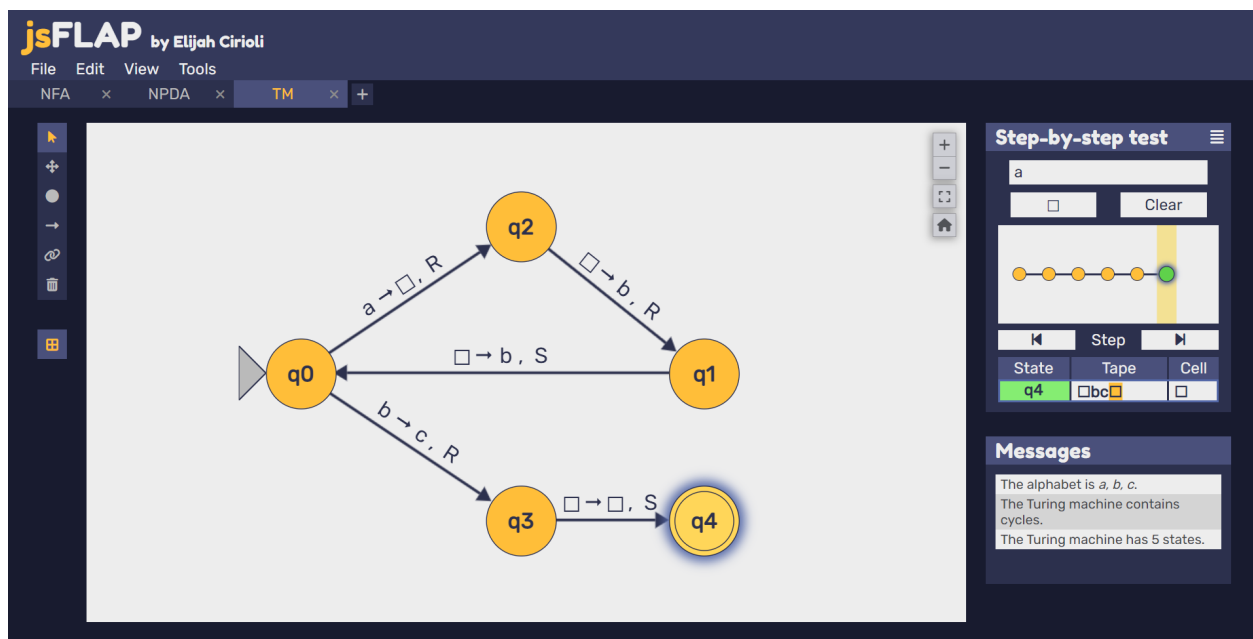 jsFLAP by Elijah Cirioli
File Edit View Tools
NFA × NPDA × TM × +
Step-by-step test
a
□ Clear
Step
State Tape Cell
q4 □bc□ □
Messages
The alphabet is a, b, c.
The Turing machine contains
cycles.
The Turing machine has 5 states.
q2
a→□, R
□→b, R
q0
□→b, S
q1
b→c, R
q3
□→□, S
q4